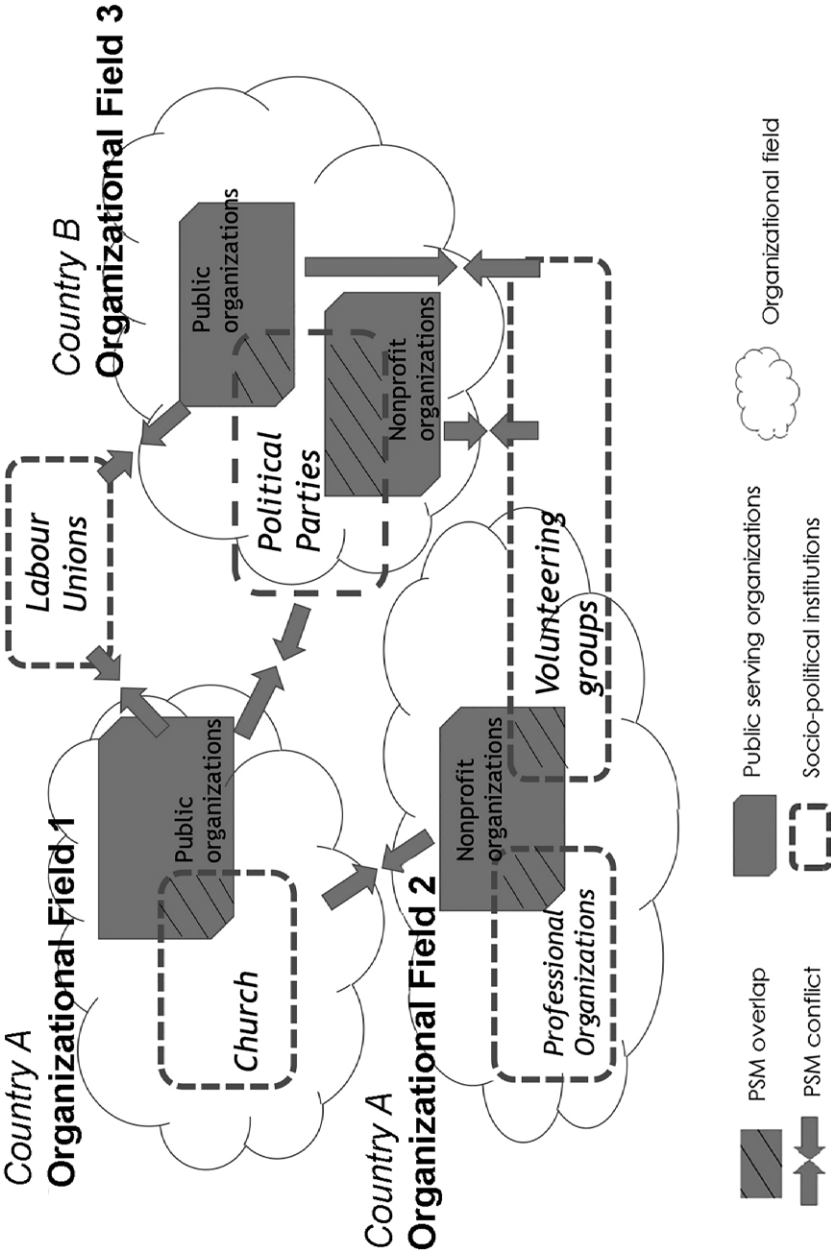 Country A
Organizational Field 1
Church
Public
organizations
Labour
Unions
Country B
Organizational Field 3
Public
organizations
Political
Parties
Nonprofit
organizations
Country A
Organizational Field 2
Professional
Organizations
Nonprofit
organizations
Volunteering
groups
PSM overlap
Public serving organizations
Organizational field
PSM conflict
Socio-political institutions